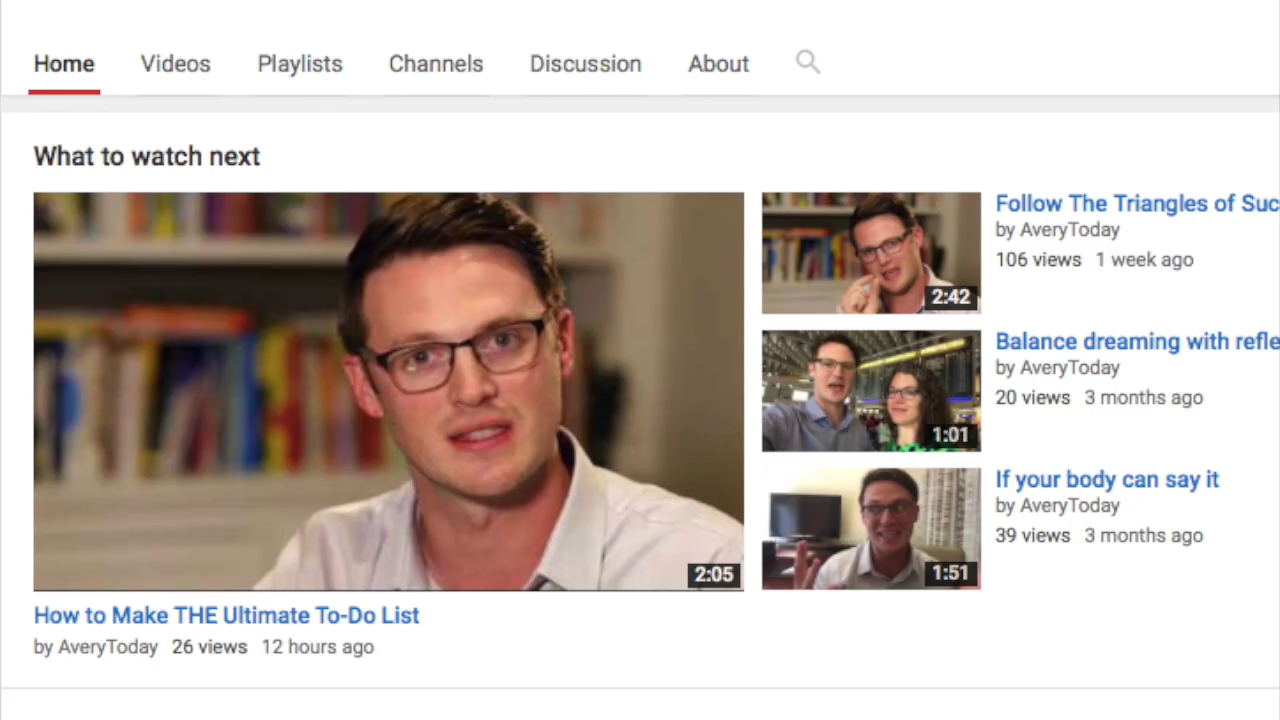 Home Videos Playlists Channels Discussion About
What to watch next
2:05
How to Make THE Ultimate To-Do List
by AveryToday 26 views 12 hours ago
2:42
Follow The Triangles of Suc
by AveryToday
106 views 1 week ago
1:01
Balance dreaming with refle
by AveryToday
20 views 3 months ago
1:51
If your body can say it
by AveryToday
39 views 3 months ago